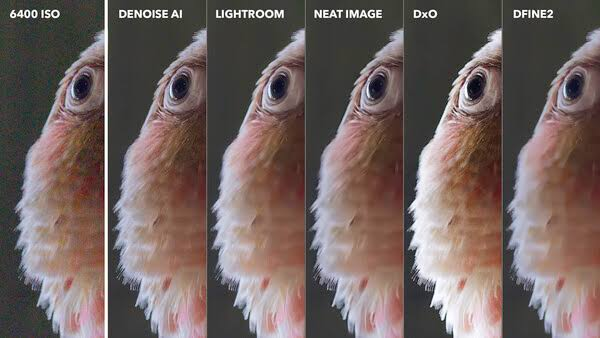 6400 ISO
DENOISE AI
LIGHTROOM
NEAT IMAGE
DxO
DFINE2